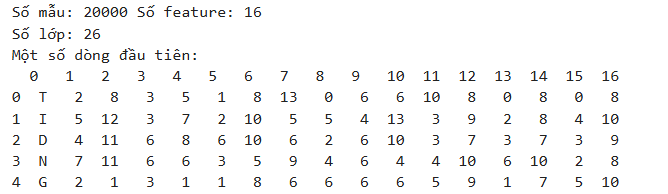 Số mẫu: 20000 Số feature: 16
Số lớp: 26
Một số dòng đầu tiên:
0 1 2 3 4 5 6 7 8 9 10 11 12 13 14 15 16
0 T 2 8 3 5 1 8 13 0 6 6 10 8 0 8 0 8
1 I 5 12 3 7 2 10 5 5 4 13 3 9 2 8 4 10
2 D 4 11 6 8 6 10 6 2 6 10 3 7 3 7 3 9
3 N 7 11 6 6 3 5 9 4 6 4 4 10 6 10 2 8
4 G 2 1 3 1 1 8 6 6 6 6 5 9 1 7 5 10